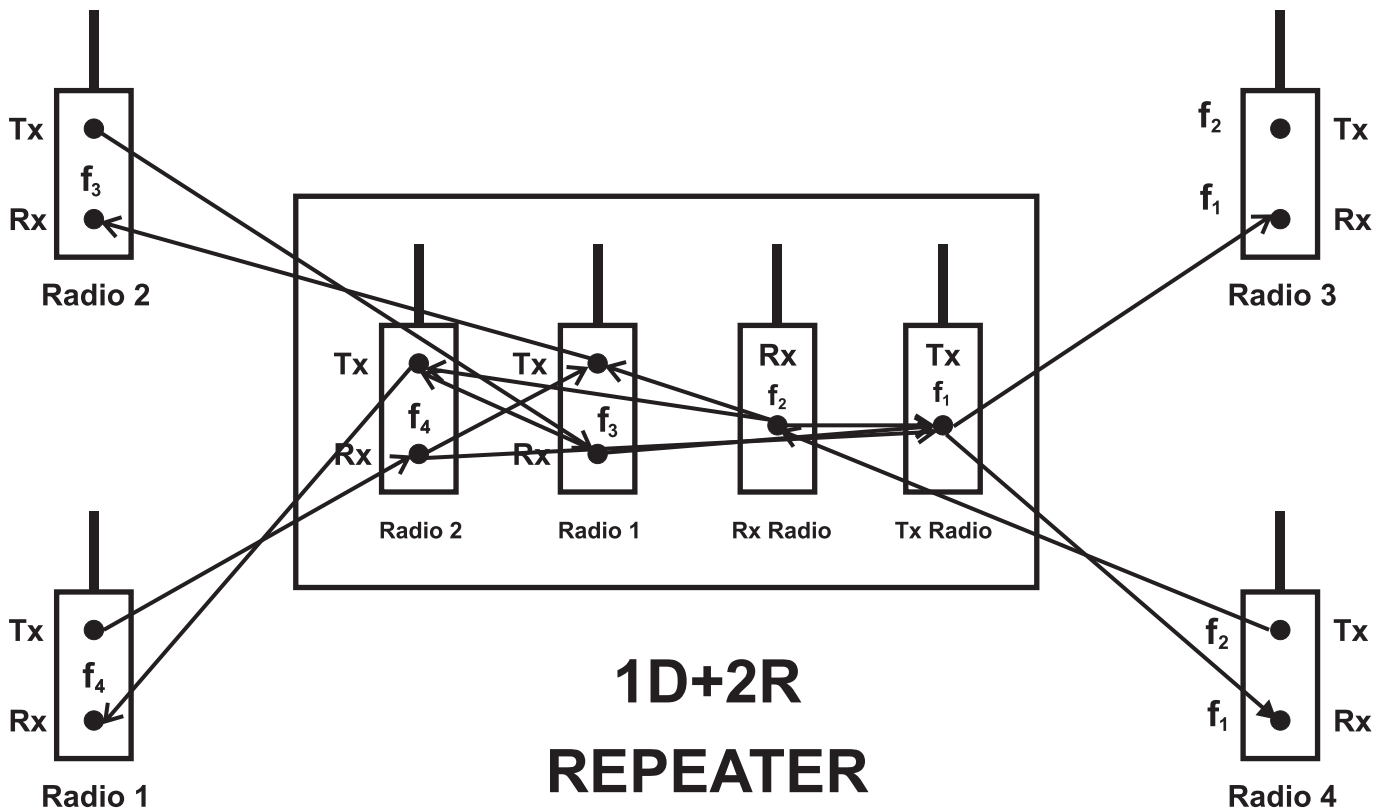 Tx
f₃
Rx
Radio 2
f₂
Tx
f₁
Rx
Radio 3
Tx
f₄
Rx
Radio 2
Tx
f₃
Rx
Radio 1
Rx
f₂
Rx Radio
Tx
f₁
Tx Radio
Tx
f₄
Rx
Radio 1
f₂
Tx
f₁
Rx
Radio 4
1D+2R
REPEATER